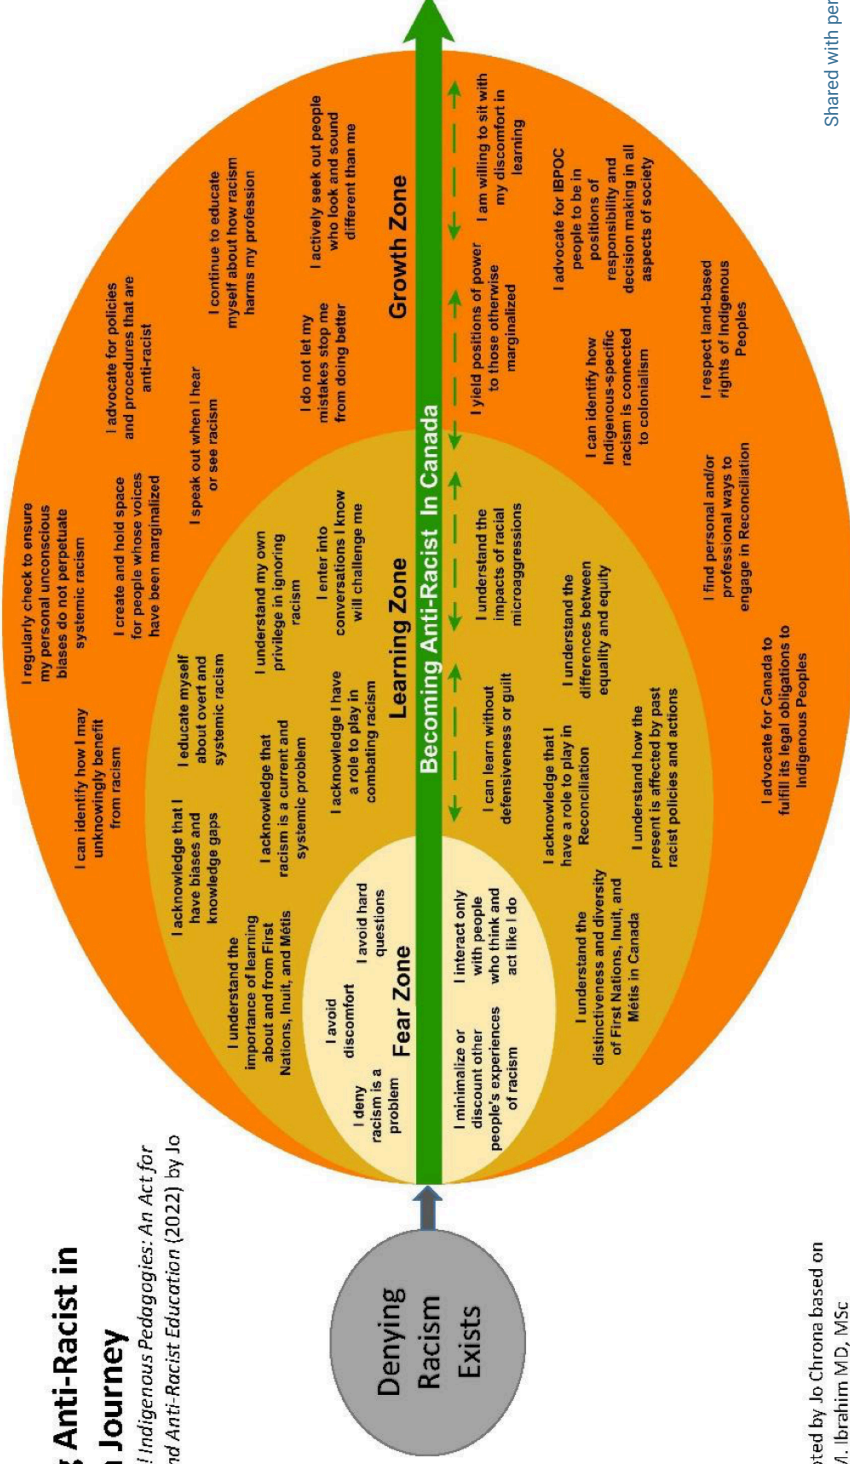 Anti-Racist in
Journey
Indigenous Pedagogies: An Act for
Anti-Racist Education (2022) by Jo
Denying
Racism
Exists
I deny
racism is a
problem
I avoid
discomfort
I avoid hard
questions
Fear Zone
I minimalize or
discount other
people's experiences
of racism
I interact only
with people
who think and
act like I do
I understand the
importance of learning
about and from First
Nations, Inuit, and Métis
I acknowledge that I
have biases and
knowledge gaps
I educate myself
about overt and
systemic racism
I acknowledge that
racism is a current and
systemic problem
I understand my own
privilege in ignoring
racism
I acknowledge I have
a role to play in
combating racism
I enter into
conversations I know
will challenge me
Learning Zone
Becoming Anti-Racist In Canada
I can learn without
defensiveness or guilt
I understand the
impacts of racial
microaggressions
I acknowledge that I
have a role to play in
Reconciliation
I understand the
differences between
equality and equity
I understand the
distinctiveness and diversity
of First Nations, Inuit, and
Métis in Canada
I understand how the
present is affected by past
racist policies and actions
I can identify how I may
unknowingly benefit
from racism
I regularly check to ensure
my personal unconscious
biases do not perpetuate
systemic racism
I create and hold space
for people whose voices
have been marginalized
I advocate for policies
and procedures that are
anti-racist
I speak out when I hear
or see racism
I continue to educate
myself about how racism
harms my profession
I do not let my
mistakes stop me
from doing better
I actively seek out people
who look and sound
different than me
Growth Zone
I yield positions of power
to those otherwise
marginalized
I am willing to sit with
my discomfort in
learning
I can identify how
Indigenous-specific
racism is connected
to colonialism
I advocate for IBPOC
people to be in
positions of
responsibility and
decision making in all
aspects of society
I find personal and/or
professional ways to
engage in Reconciliation
I respect land-based
rights of Indigenous
Peoples
I advocate for Canada to
fulfill its legal obligations to
Indigenous Peoples
by Jo Chrona based on
M. Ibrahim MD, MSc
Shared with